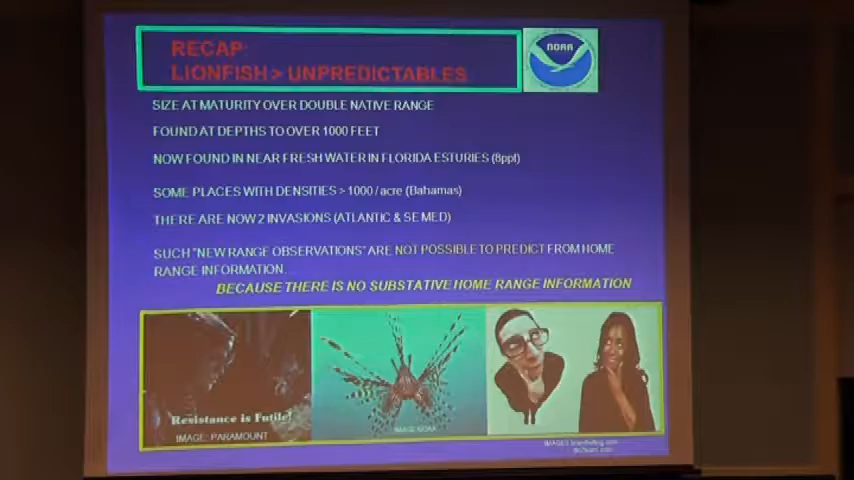 RECAP:
LIONFISH > UNPREDICTABLES
NOAA
SIZE AT MATURITY OVER DOUBLE NATIVE RANGE
FOUND AT DEPTHS TO OVER 1000 FEET
NOW FOUND IN NEAR FRESH WATER IN FLORIDA ESTURIES (8ppt)
SOME PLACES WITH DENSITIES > 1000 / acre (Bahamas)
THERE ARE NOW 2 INVASIONS (ATLANTIC & SE MED)
SUCH "NEW RANGE OBSERVATIONS" ARE NOT POSSIBLE TO PREDICT FROM HOME
RANGE INFORMATION...
BECAUSE THERE IS NO SUBSTATIVE HOME RANGE INFORMATION
Resistance is Futile!
IMAGE: PARAMOUNT
IMAGE NOAA